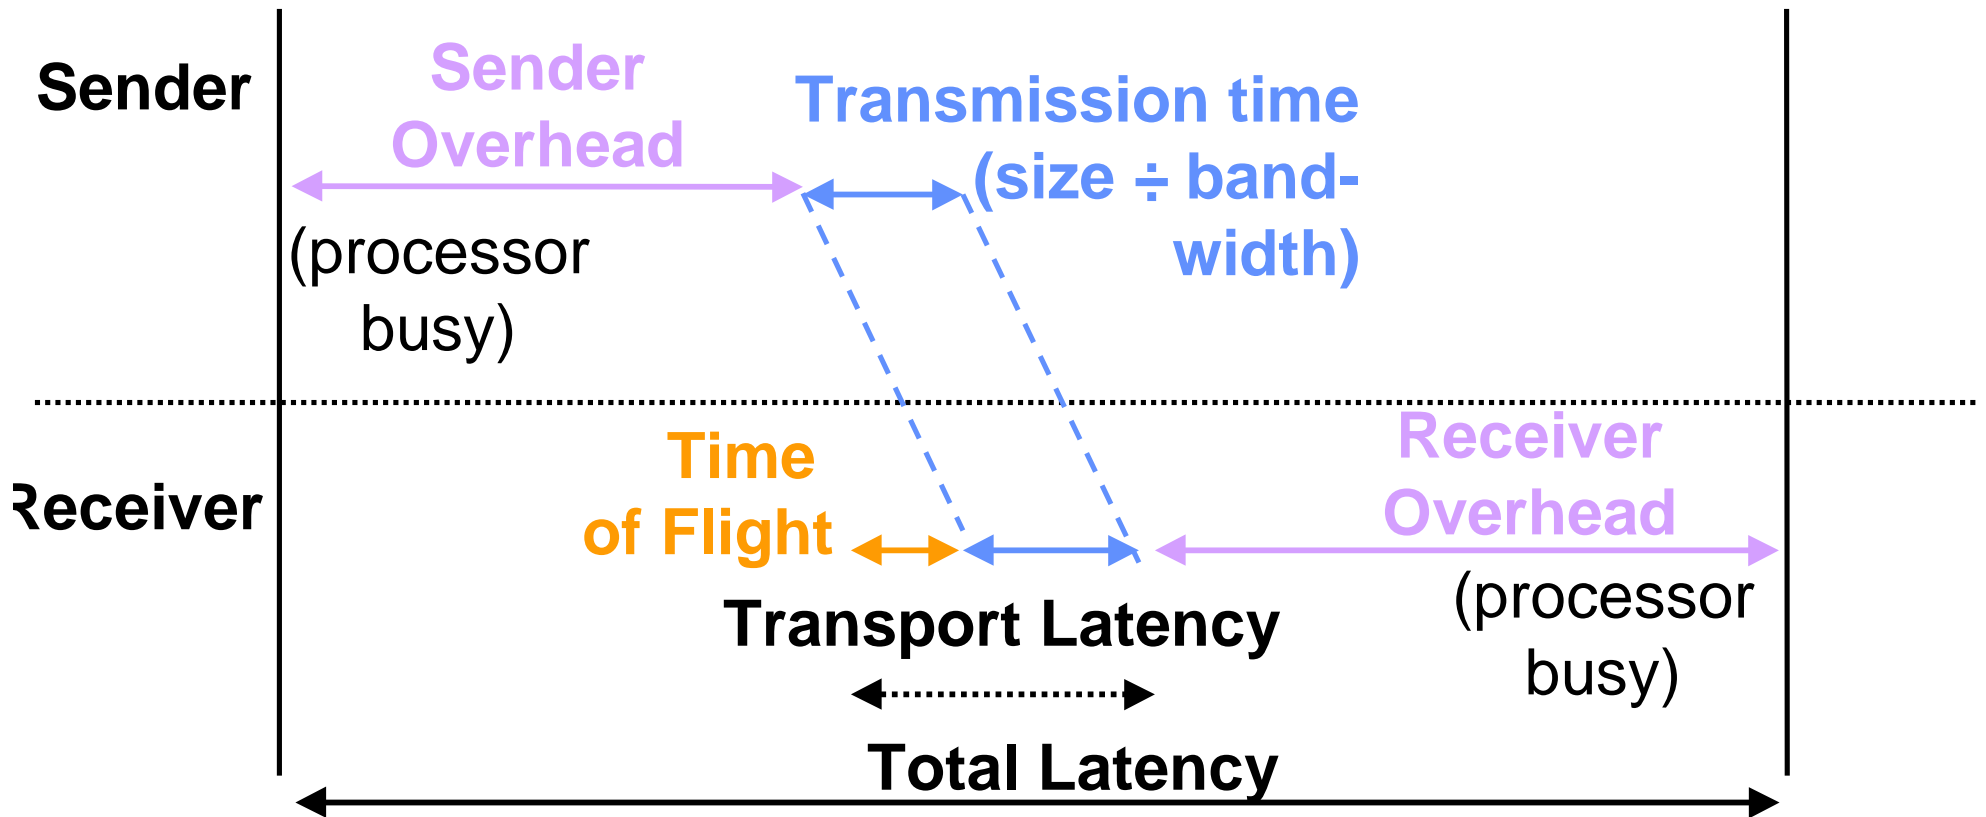 Sender
Sender
Overhead
Transmission time
(size ÷ band-
width)
(processor
busy)
Receiver
Time
of Flight
Receiver
Overhead
(processor
busy)
Transport Latency
Total Latency